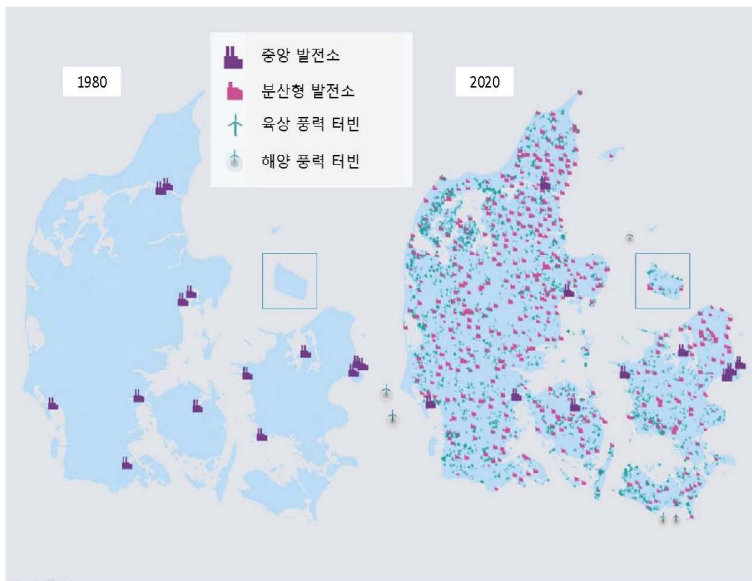 1980
중앙 발전소
분산형 발전소
육상 풍력 터빈
해양 풍력 터빈
2020